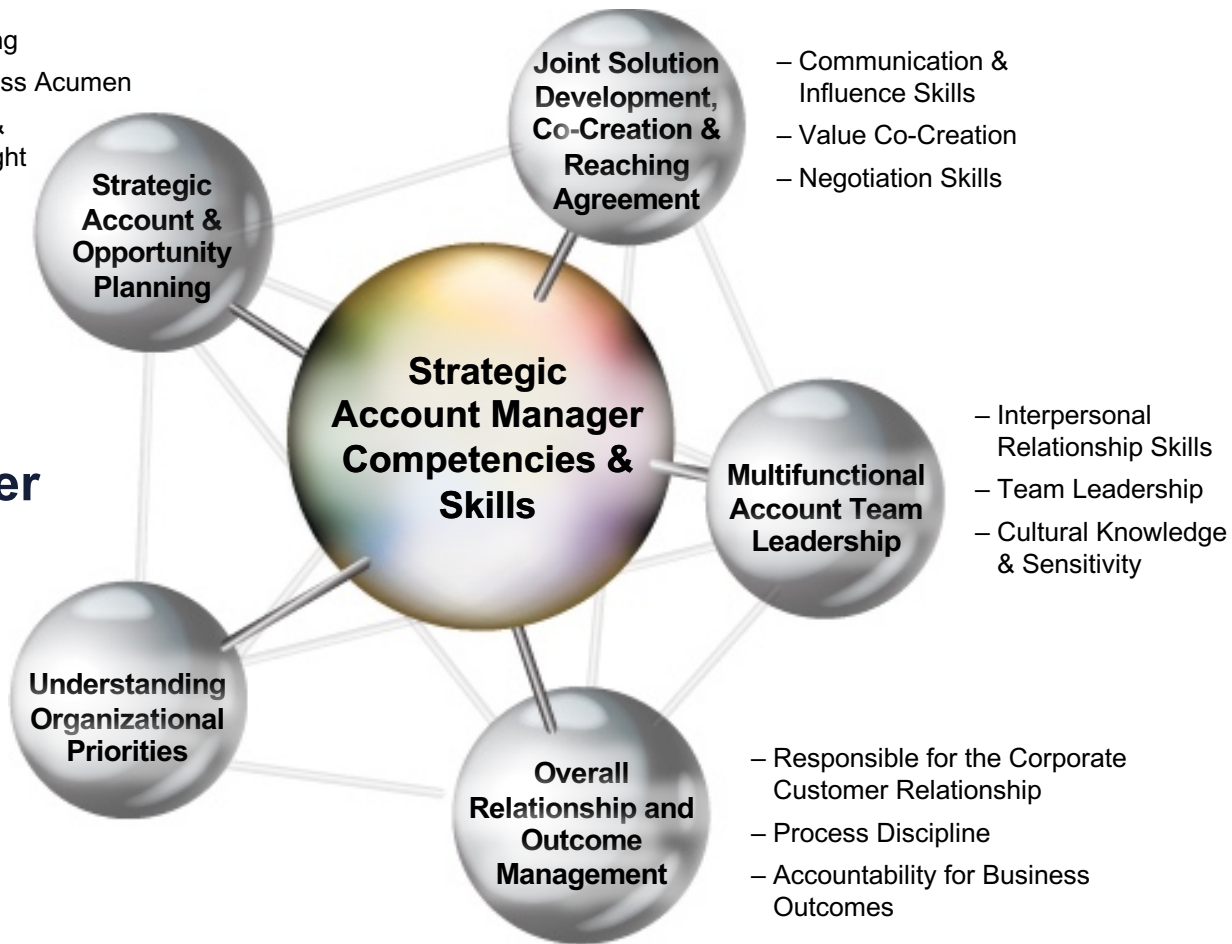 Acumen
&
Strategic
Account &
Opportunity
Planning
Joint Solution
Development,
Co-Creation &
Reaching
Agreement
– Communication &
Influence Skills
– Value Co-Creation
– Negotiation Skills
Strategic
Account Manager
Competencies &
Skills
Multifunctional
Account Team
Leadership
– Interpersonal
Relationship Skills
– Team Leadership
– Cultural Knowledge
& Sensitivity
Understanding
Organizational
Priorities
Overall
Relationship and
Outcome
Management
– Responsible for the Corporate
Customer Relationship
– Process Discipline
– Accountability for Business
Outcomes